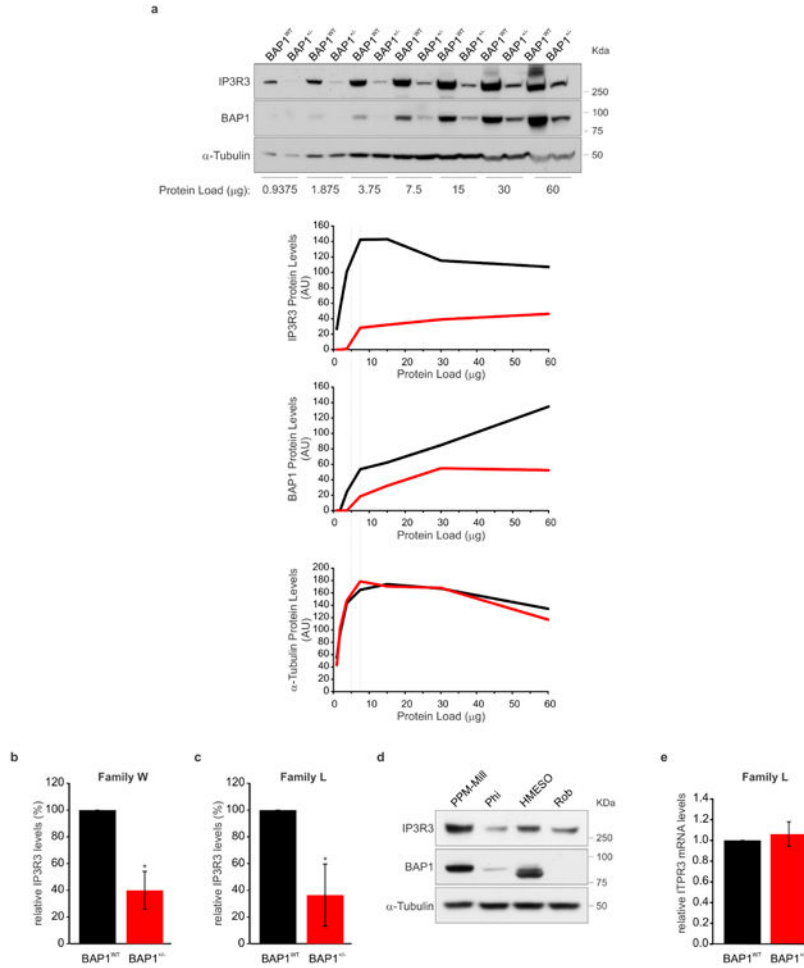 a
BAP1WT BAP1+/- BAP1WT BAP1+/- BAP1WT BAP1+/- BAP1WT BAP1+/- BAP1WT BAP1+/- BAP1WT BAP1+/- BAP1WT BAP1+/- Kda
IP3R3
250
BAP1
100
75
α-Tubulin
50
Protein Load (µg): 0.9375 1.875 3.75 7.5 15 30 60
IP3R3 Protein Levels
(AU)
160
140
120
100
80
60
40
20
0
0 10 20 30 40 50 60
Protein Load (µg)
BAP1 Protein Levels
(AU)
160
140
120
100
80
60
40
20
0
0 10 20 30 40 50 60
Protein Load (µg)
α-Tubulin Protein Levels
(AU)
200
180
160
140
120
100
80
60
40
20
0
0 10 20 30 40 50 60
Protein Load (µg)
b
Family W
relative IP3R3 levels (%)
120
100
80
60
40
20
0
*
BAP1WT BAP1+/-
c
Family L
relative IP3R3 levels (%)
120
100
80
60
40
20
0
*
BAP1WT BAP1+/-
d
PPM-Mill Phi HMESO Rob KDa
IP3R3
250
BAP1
100
75
α-Tubulin
50
e
Family L
relative ITPR3 mRNA levels
1.4
1.2
1.0
0.8
0.6
0.4
0.2
0.0
BAP1WT BAP1+/-